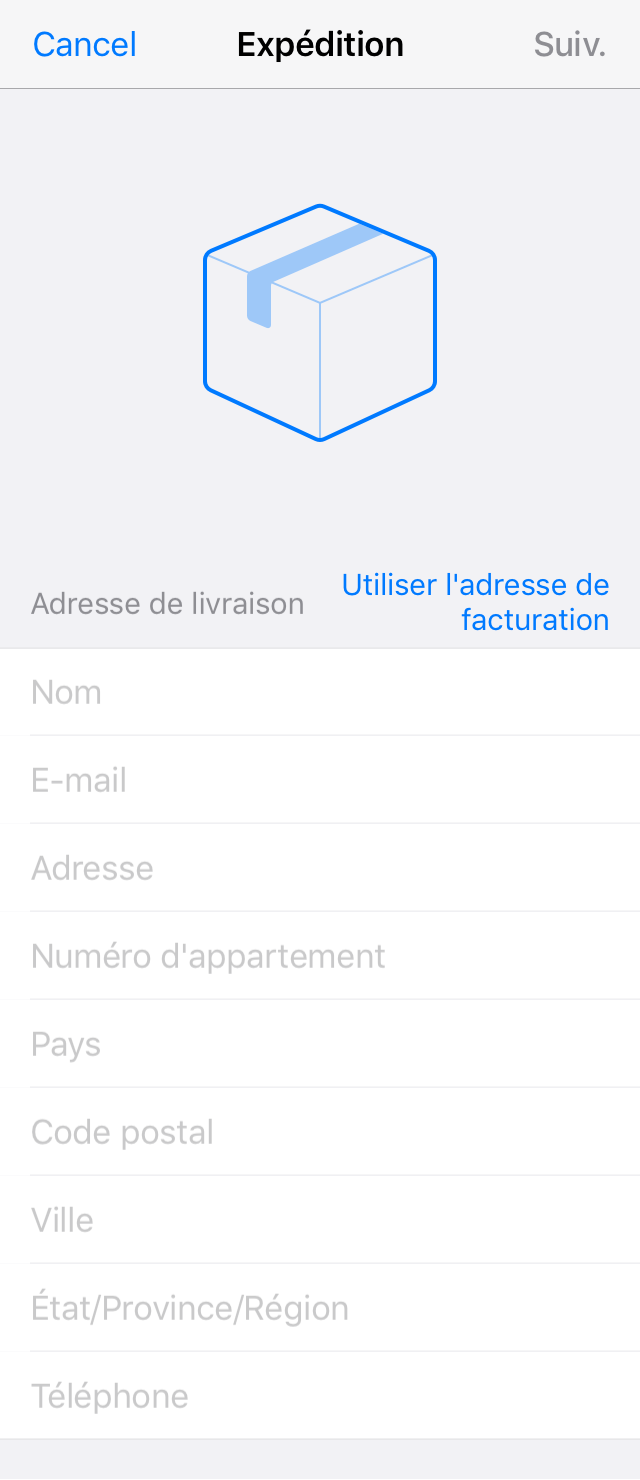 Cancel
Expédition
Suiv.
Adresse de livraison
Utiliser l'adresse de
facturation
Nom
E-mail
Adresse
Numéro d'appartement
Pays
Code postal
Ville
État/Province/Région
Téléphone